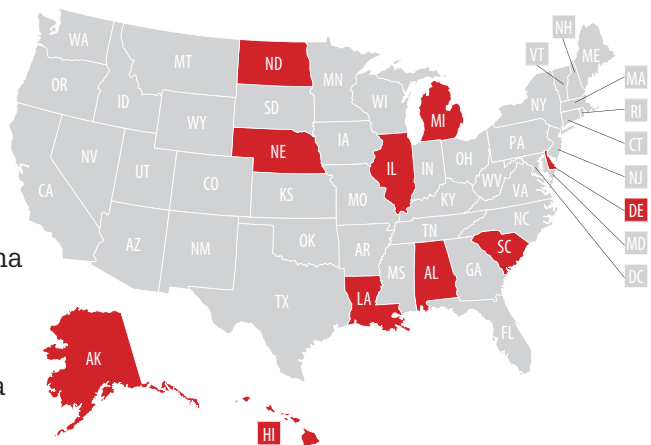 NH
WA
VT
ME
MT
ND
MN
MA
OR
ID
SD
WI
MI
NY
RI
WY
IA
PA
CT
NE
NV
UT
IL
IN
OH
NJ
CO
WV
VA
CA
KS
MO
KY
DE
NC
MD
TN
OK
AR
SC
AZ
NM
DC
na
MS
AL
GA
LA
TX
FL
AK
a
HI